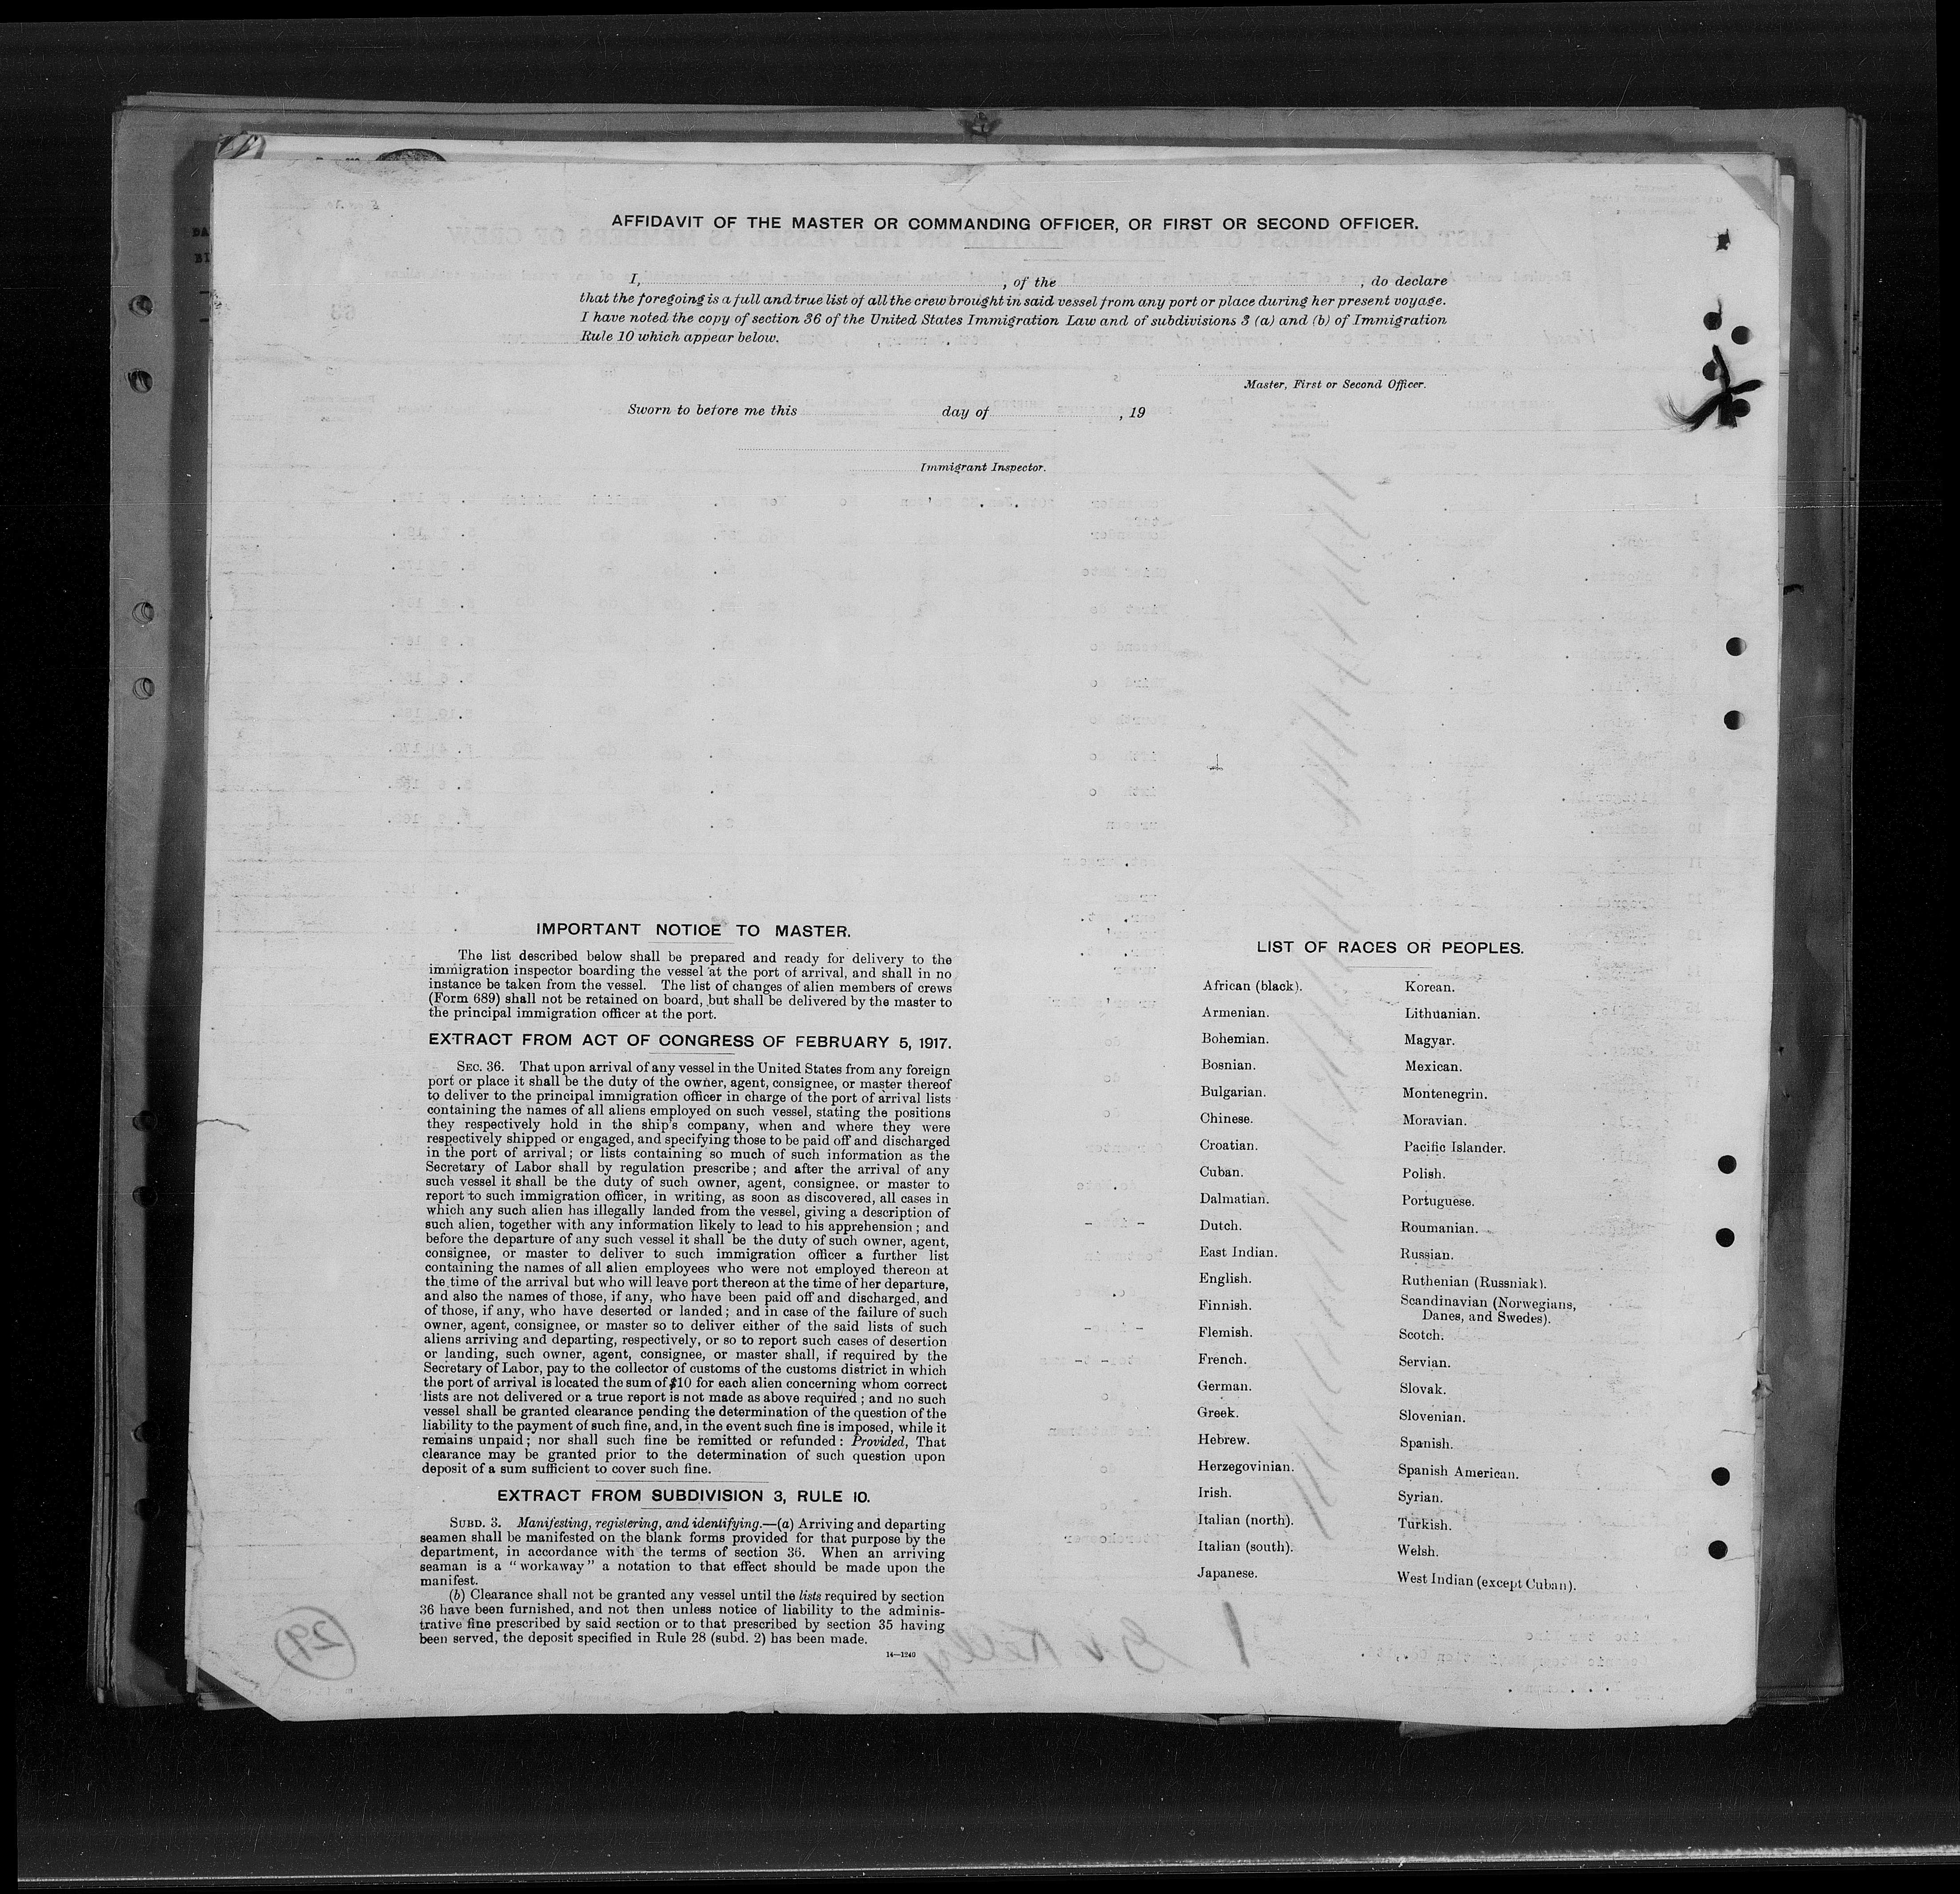 AFFIDAVIT OF THE MASTER OR COMMANDING OFFICER, OR FIRST OR SECOND OFFICER.
I, , of the , do declare
that the foregoing is a full and true list of all the crew brought in said vessel from any port or place during her present voyage.
I have noted the copy of section 36 of the United States Immigration Law and of subdivisions 3 (a) and (b) of Immigration
Rule 10 which appear below.
Master, First or Second Officer.
Sworn to before me this day of , 19
Immigrant Inspector.
IMPORTANT NOTICE TO MASTER.
The list described below shall be prepared and ready for delivery to the
immigration inspector boarding the vessel at the port of arrival, and shall in no
instance be taken from the vessel. The list of changes of alien members of crews
(Form 689) shall not be retained on board, but shall be delivered by the master to
the principal immigration officer at the port.
EXTRACT FROM ACT OF CONGRESS OF FEBRUARY 5, 1917.
SEC. 36. That upon arrival of any vessel in the United States from any foreign
port or place it shall be the duty of the owner, agent, consignee, or master thereof
to deliver to the principal immigration officer in charge of the port of arrival lists
containing the names of all aliens employed on such vessel, stating the positions
they respectively hold in the ship's company, when and where they were
respectively shipped or engaged, and specifying those to be paid off and discharged
in the port of arrival; or lists containing so much of such information as the
Secretary of Labor shall by regulation prescribe; and after the arrival of any
such vessel it shall be the duty of such owner, agent, consignee, or master to
report to such immigration officer, in writing, as soon as discovered, all cases in
which any such alien has illegally landed from the vessel, giving a description of
such alien, together with any information likely to lead to his apprehension; and
before the departure of any such vessel it shall be the duty of such owner, agent,
consignee, or master to deliver to such immigration officer a further list
containing the names of all alien employees who were not employed thereon at
the time of the arrival but who will leave port thereon at the time of her departure,
and also the names of those, if any, who have been paid off and discharged, and
of those, if any, who have deserted or landed; and in case of the failure of such
owner, agent, consignee, or master so to deliver either of the said lists of such
aliens arriving and departing, respectively, or so to report such cases of desertion
or landing, such owner, agent, consignee, or master shall, if required by the
Secretary of Labor, pay to the collector of customs of the customs district in which
the port of arrival is located the sum of $10 for each alien concerning whom correct
lists are not delivered or a true report is not made as above required; and no such
vessel shall be granted clearance pending the determination of the question of the
liability to the payment of such fine, and, in the event such fine is imposed, while it
remains unpaid; nor shall such fine be remitted or refunded: Provided, That
clearance may be granted prior to the determination of such question upon
deposit of a sum sufficient to cover such fine.
EXTRACT FROM SUBDIVISION 3, RULE 10.
SUBD. 3. Manifesting, registering, and identifying.—(a) Arriving and departing
seamen shall be manifested on the blank forms provided for that purpose by the
department, in accordance with the terms of section 36. When an arriving
seaman is a "workaway" a notation to that effect should be made upon the
manifest.
(b) Clearance shall not be granted any vessel until the lists required by section
36 have been furnished, and not then unless notice of liability to the adminis-
trative fine prescribed by said section or to that prescribed by section 35 having
been served, the deposit specified in Rule 28 (subd. 2) has been made.
14—1240
LIST OF RACES OR PEOPLES.
African (black).
Armenian.
Bohemian.
Bosnian.
Bulgarian.
Chinese.
Croatian.
Cuban.
Dalmatian.
Dutch.
East Indian.
English.
Finnish.
Flemish.
French.
German.
Greek.
Hebrew.
Herzegovinian.
Irish.
Italian (north).
Italian (south).
Japanese.
Korean.
Lithuanian.
Magyar.
Mexican.
Montenegrin.
Moravian.
Pacific Islander.
Polish.
Portuguese.
Roumanian.
Russian.
Ruthenian (Russniak).
Scandinavian (Norwegians,
Danes, and Swedes).
Scotch.
Servian.
Slovak.
Slovenian.
Spanish.
Spanish American.
Syrian.
Turkish.
Welsh.
West Indian (except Cuban).